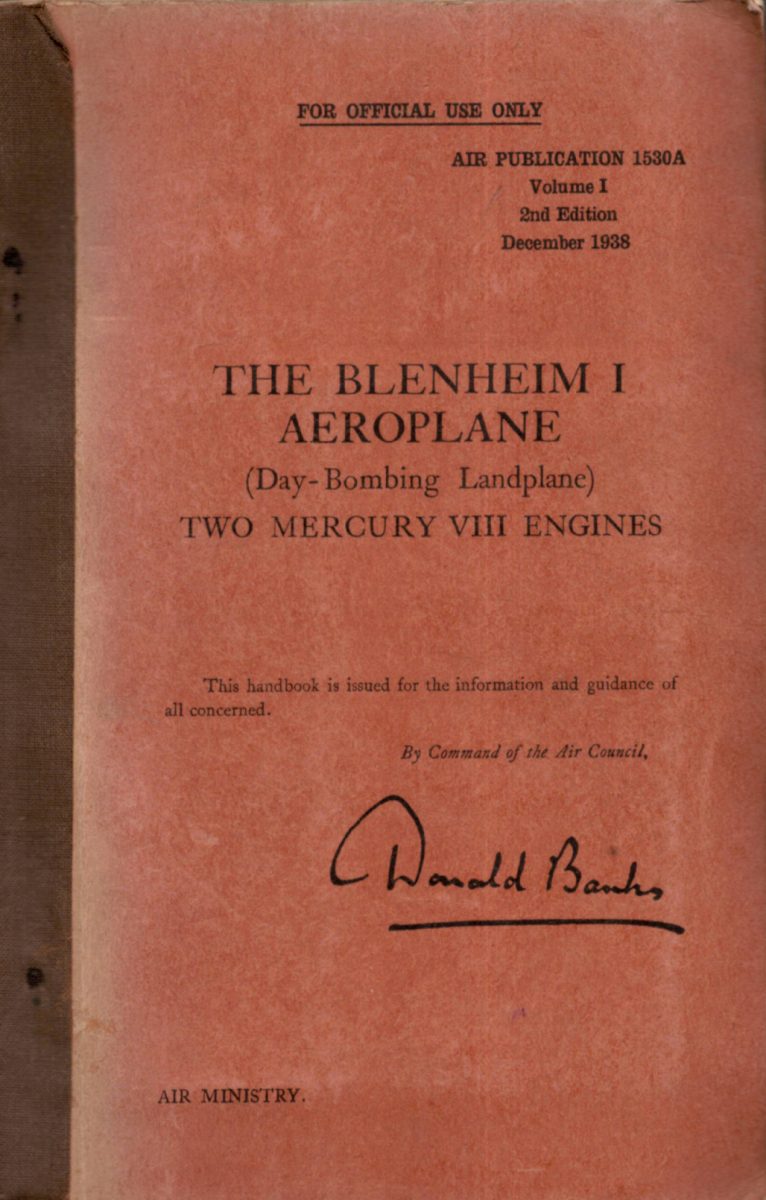 FOR OFFICIAL USE ONLY
AIR PUBLICATION 1530A
Volume I
2nd Edition
December 1938
THE BLENHEIM I
AEROPLANE
(Day-Bombing Landplane)
TWO MERCURY VIII ENGINES
This handbook is issued for the information and guidance of
all concerned.
By Command of the Air Council,
Donald Banks
AIR MINISTRY.